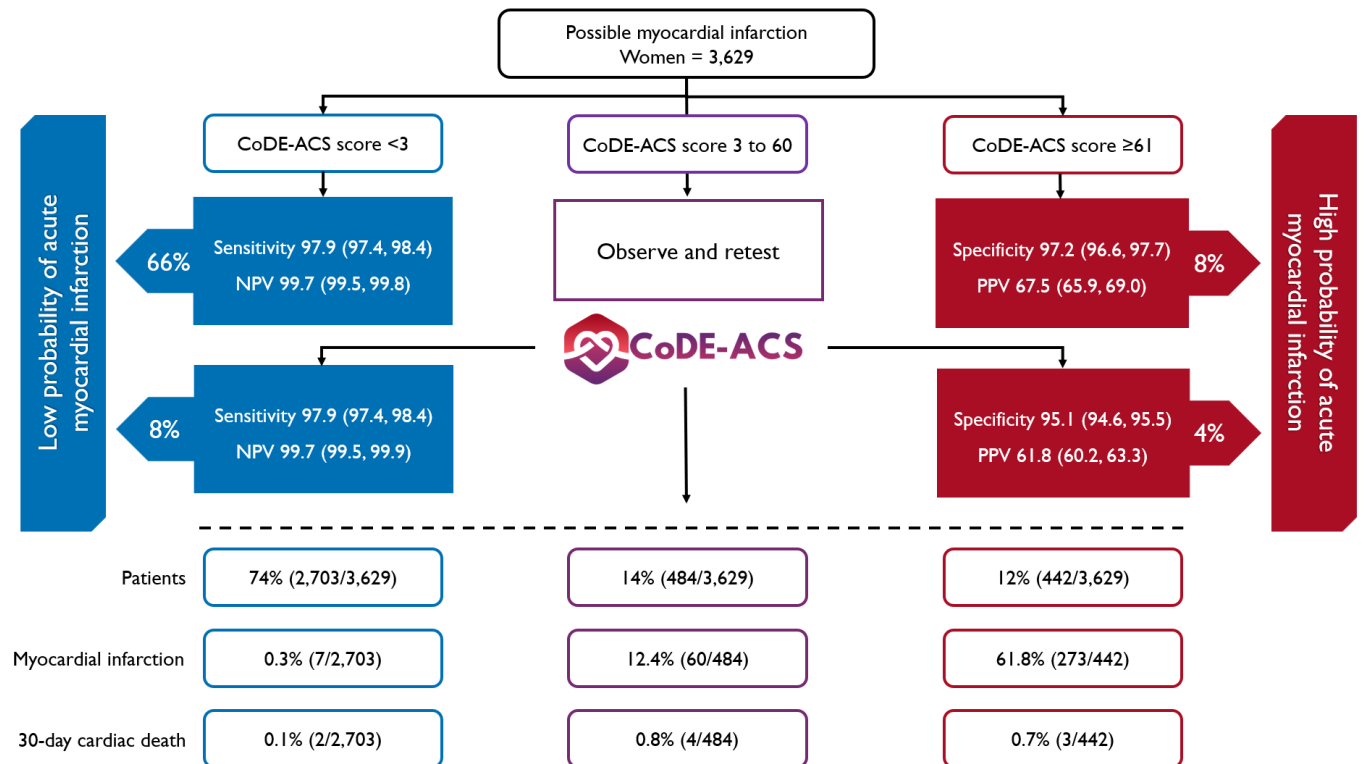 Possible myocardial infarction
Women = 3,629
CoDE-ACS score <3
CoDE-ACS score 3 to 60
CoDE-ACS score ≥61
Low probability of acute
myocardial infarction
66%
Sensitivity 97.9 (97.4, 98.4)
NPV 99.7 (99.5, 99.8)
Observe and retest
Specificity 97.2 (96.6, 97.7)
PPV 67.5 (65.9, 69.0)
8%
High probability of acute
myocardial infarction
CoDE-ACS
8%
Sensitivity 97.9 (97.4, 98.4)
NPV 99.7 (99.5, 99.9)
Specificity 95.1 (94.6, 95.5)
PPV 61.8 (60.2, 63.3)
4%
Patients
74% (2,703/3,629)
14% (484/3,629)
12% (442/3,629)
Myocardial infarction
0.3% (7/2,703)
12.4% (60/484)
61.8% (273/442)
30-day cardiac death
0.1% (2/2,703)
0.8% (4/484)
0.7% (3/442)